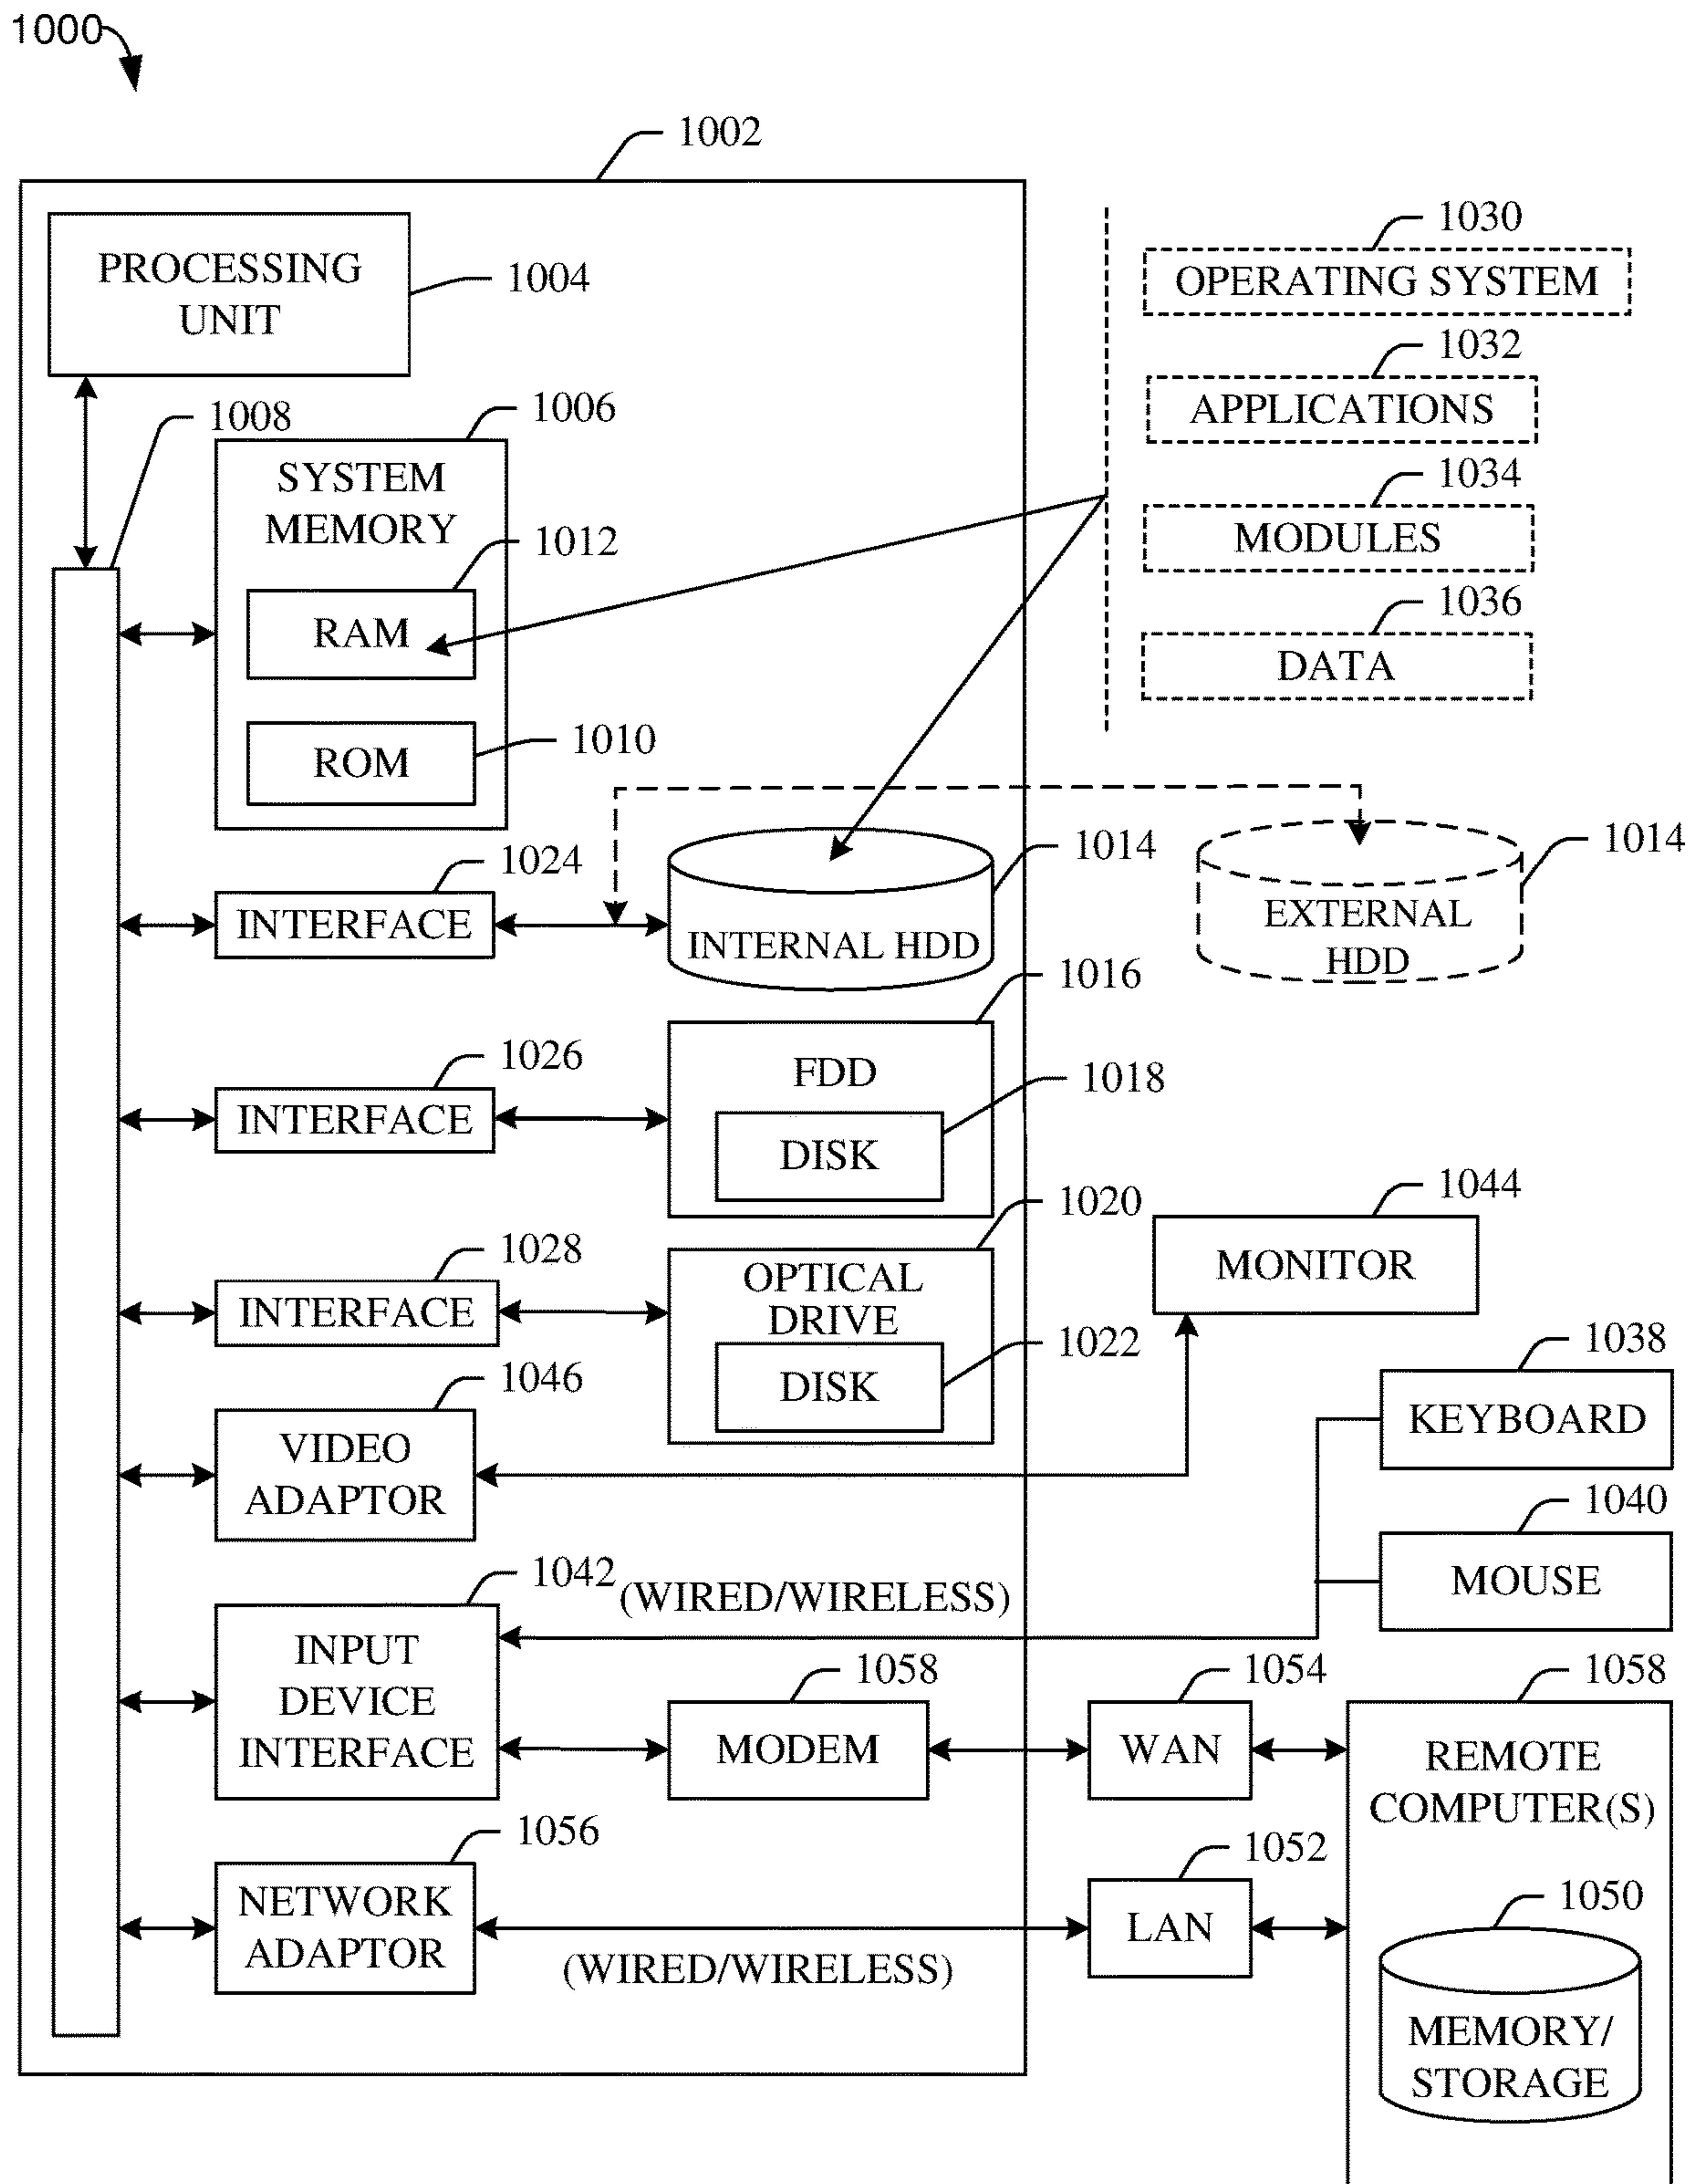 1000
1002
PROCESSING
UNIT
1004
1008
1006
SYSTEM
MEMORY
1012
RAM
1010
ROM
1030
OPERATING SYSTEM
1032
APPLICATIONS
1034
MODULES
1036
DATA
1024
INTERFACE
1014
INTERNAL HDD
1014
EXTERNAL
HDD
1026
INTERFACE
1016
FDD
1018
DISK
1028
INTERFACE
1020
OPTICAL
DRIVE
1022
DISK
1044
MONITOR
1046
VIDEO
ADAPTOR
1038
KEYBOARD
1040
MOUSE
1042
(WIRED/WIRELESS)
INPUT
DEVICE
INTERFACE
1058
MODEM
1054
WAN
1058
REMOTE
COMPUTER(S)
1056
NETWORK
ADAPTOR
(WIRED/WIRELESS)
1052
LAN
1050
MEMORY/
STORAGE